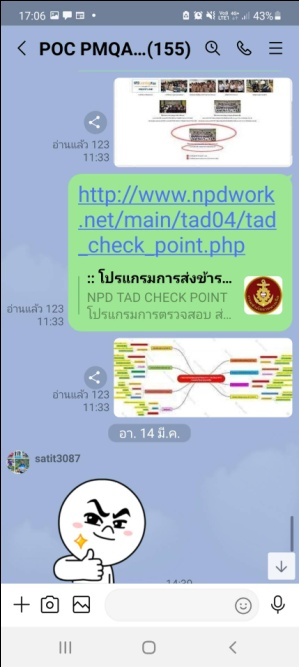 17:06
43%
POC PMQA...(155)
อ่านแล้ว 123
11:33
http://www.npdwork
.net/main/tad04/tad
_check_point.php
:: โปรแกรมการส่งข้าร...
NPD TAD CHECK POINT
โปรแกรมการตรวจสอบ ส่...
อ่านแล้ว 123
11:33
อ่านแล้ว 123
11:33
อา. 14 มี.ค.
satit3087